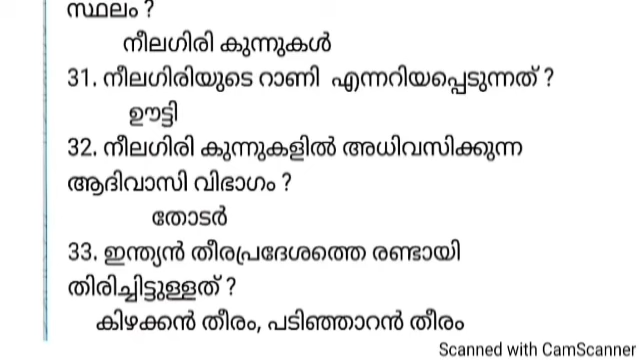 സ്ഥലം ?
നീലഗിരി കുന്നുകൾ
31. നീലഗിരിയുടെ റാണി എന്നറിയപ്പെടുന്നത് ?
ഊട്ടി
32. നീലഗിരി കുന്നുകളിൽ അധിവസിക്കുന്ന
ആദിവാസി വിഭാഗം ?
തോടർ
33. ഇന്ത്യൻ തീരപ്രദേശത്തെ രണ്ടായി
തിരിച്ചിട്ടുള്ളത് ?
കിഴക്കൻ തീരം, പടിഞ്ഞാറൻ തീരം
Scanned with CamScanner